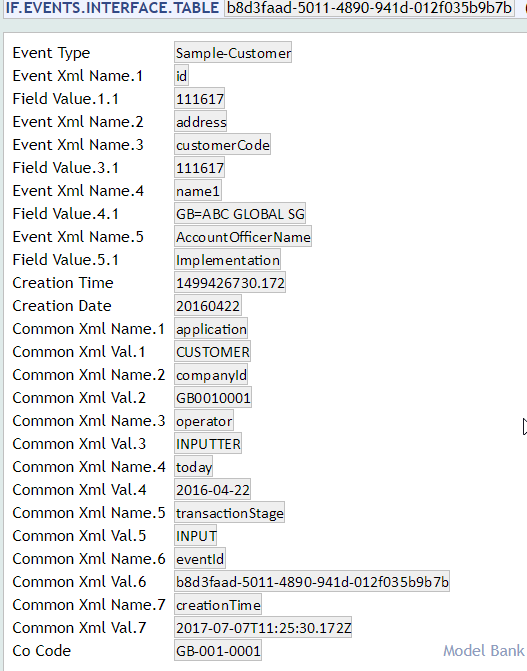 IF.EVENTS.INTERFACE.TABLE b8d3faad-5011-4890-941d-012f035b9b7b
Event Type Sample-Customer
Event Xml Name.1 id
Field Value.1.1 111617
Event Xml Name.2 address
Event Xml Name.3 customerCode
Field Value.3.1 111617
Event Xml Name.4 name1
Field Value.4.1 GB=ABC GLOBAL SG
Event Xml Name.5 AccountOfficerName
Field Value.5.1 Implementation
Creation Time 1499426730.172
Creation Date 20160422
Common Xml Name.1 application
Common Xml Val.1 CUSTOMER
Common Xml Name.2 companyId
Common Xml Val.2 GB0010001
Common Xml Name.3 operator
Common Xml Val.3 INPUTTER
Common Xml Name.4 today
Common Xml Val.4 2016-04-22
Common Xml Name.5 transactionStage
Common Xml Val.5 INPUT
Common Xml Name.6 eventId
Common Xml Val.6 b8d3faad-5011-4890-941d-012f035b9b7b
Common Xml Name.7 creationTime
Common Xml Val.7 2017-07-07T11:25:30.172Z
Co Code GB-001-0001 Model Bank